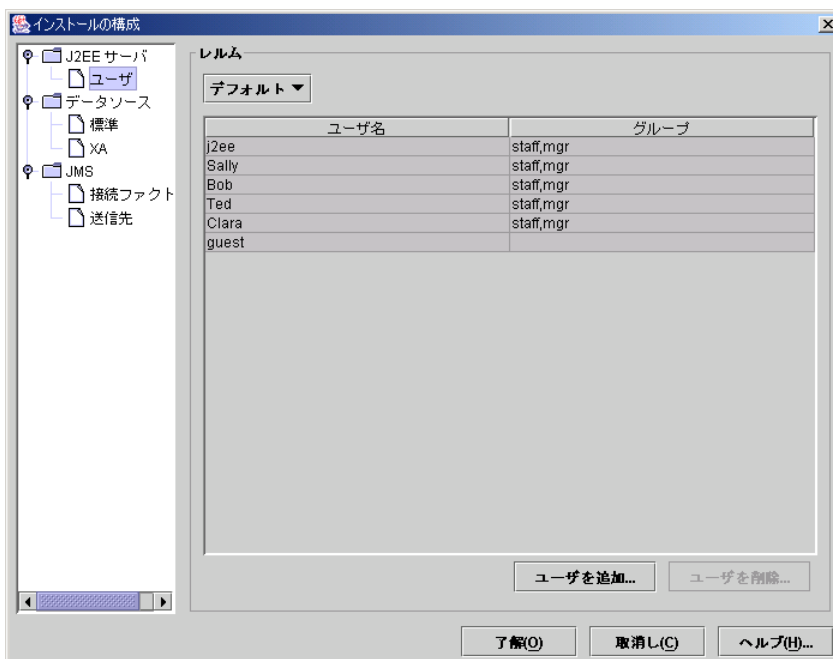 インストールの構成
J2EE サーバ
ユーザ
データソース
標準
XA
JMS
接続ファクト
送信先
レルム
デフォルト
ユーザ名 グループ
j2ee staff,mgr
Sally staff,mgr
Bob staff,mgr
Ted staff,mgr
Clara staff,mgr
guest
ユーザを追加... ユーザを削除...
了解(O) 取消し(C) ヘルプ(H)...